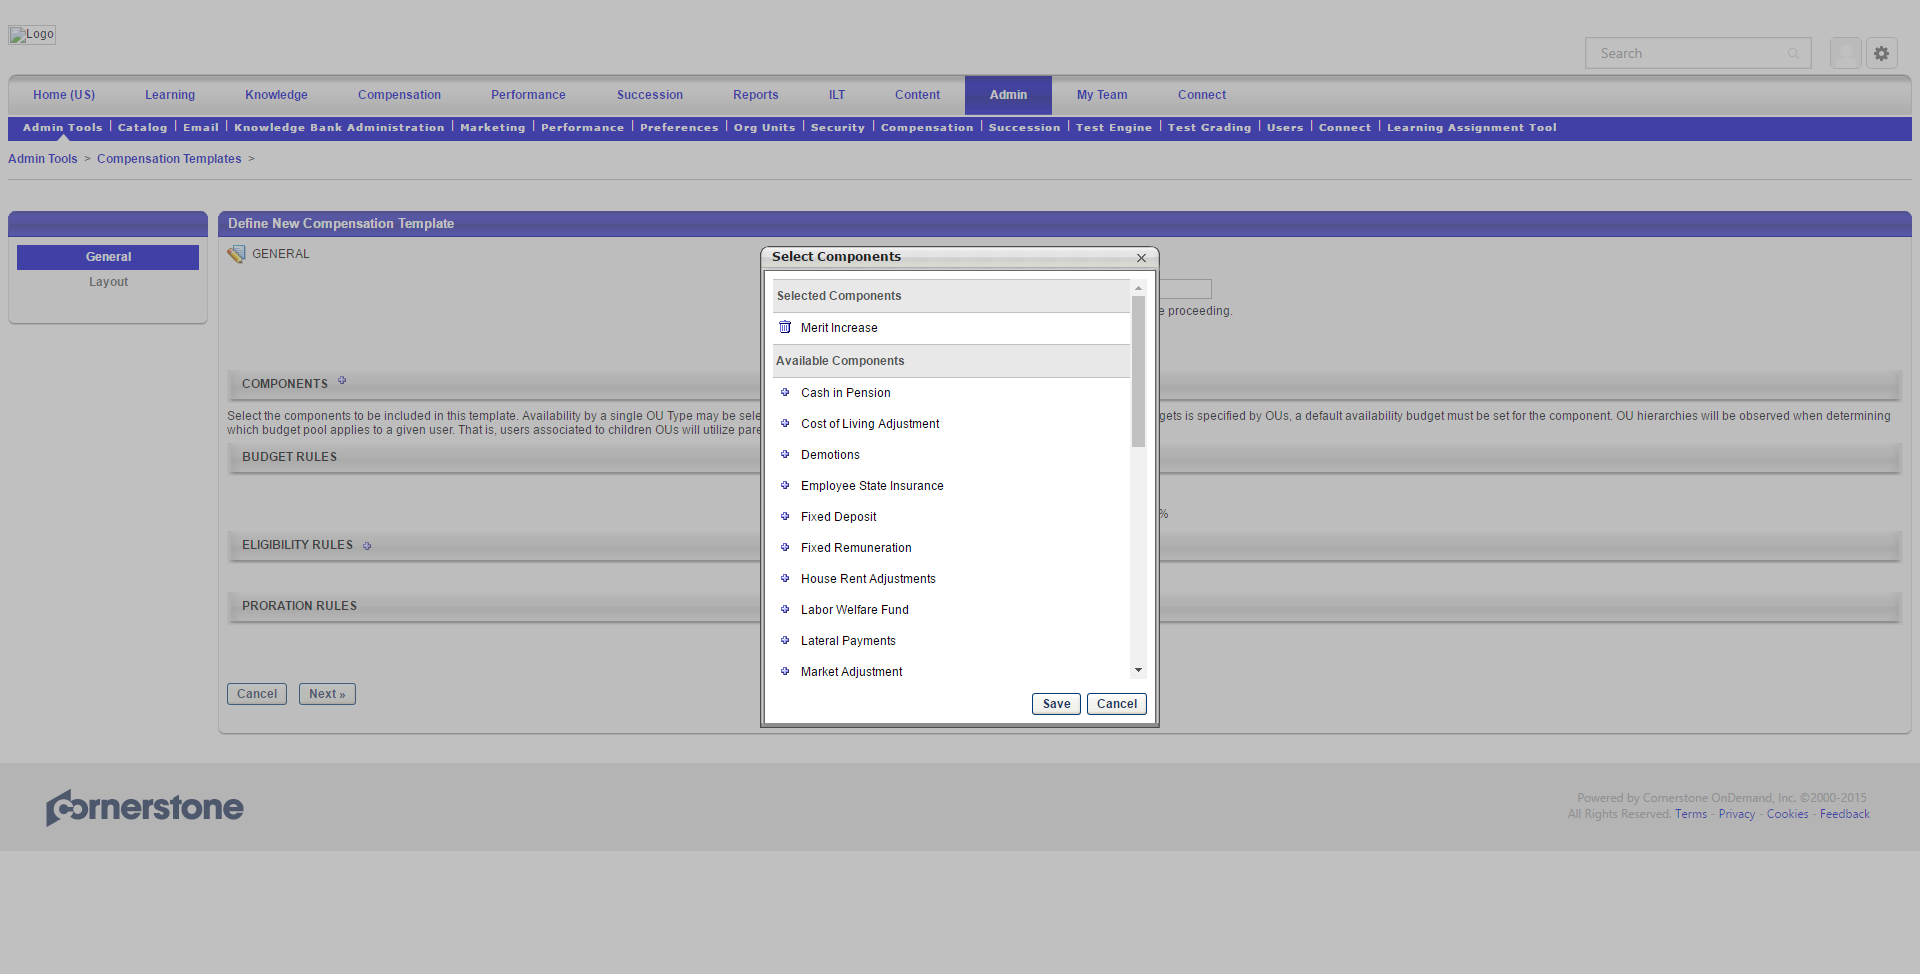 Logo
Search
Home (US) Learning Knowledge Compensation Performance Succession Reports ILT Content Admin My Team Connect
Admin Tools | Catalog | Email | Knowledge Bank Administration | Marketing | Performance | Preferences | Org Units | Security | Compensation | Succession | Test Engine | Test Grading | Users | Connect | Learning Assignment Tool
Admin Tools > Compensation Templates >
General
Layout
Define New Compensation Template
GENERAL
proceeding.
COMPONENTS
Select the components to be included in this template. Availability by a single OU Type may be
is specified by OUs, a default availability budget must be set for the component. OU hierarchies will be observed when determining
which budget pool applies to a given user. That is, users associated to children OUs will utilize
BUDGET RULES
%
ELIGIBILITY RULES
PRORATION RULES
Cancel Next »
Select Components
Selected Components
Merit Increase
Available Components
Cash in Pension
Cost of Living Adjustment
Demotions
Employee State Insurance
Fixed Deposit
Fixed Remuneration
House Rent Adjustments
Labor Welfare Fund
Lateral Payments
Market Adjustment
Save Cancel
Cornerstone
Powered by Cornerstone OnDemand, Inc. ©2000-2015
All Rights Reserved. Terms - Privacy - Cookies - Feedback